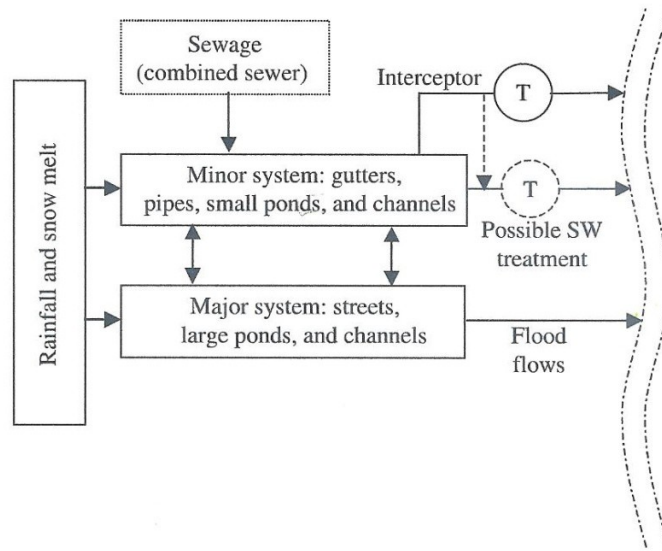 Sewage
(combined sewer)
Interceptor
T
Rainfall and snow melt
Minor system: gutters,
pipes, small ponds, and channels
T
Possible SW
treatment
Major system: streets,
large ponds, and channels
Flood
flows